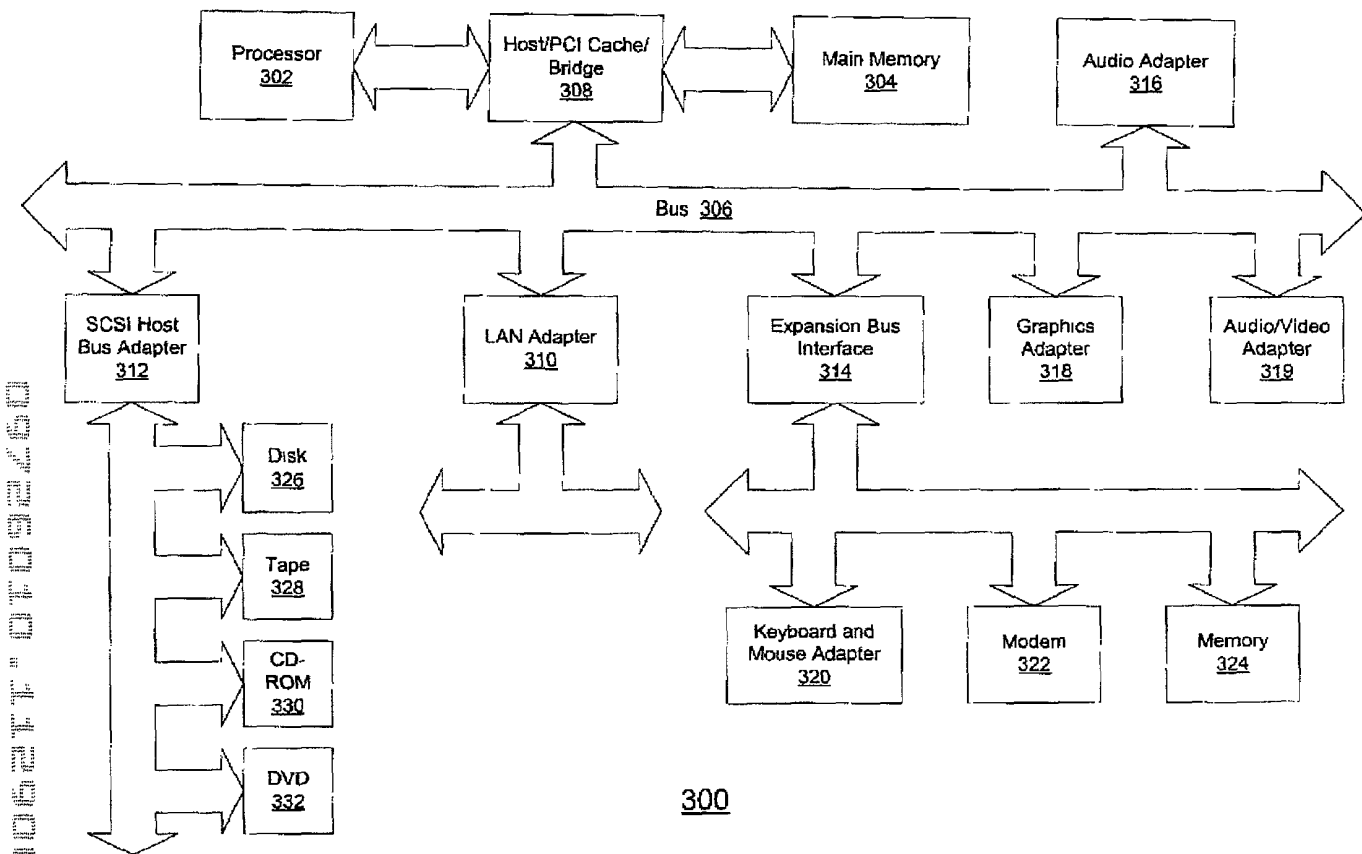 Processor
302
Host/PCI Cache/
Bridge
308
Main Memory
304
Audio Adapter
316
Bus 306
SCSI Host
Bus Adapter
312
LAN Adapter
310
Expansion Bus
Interface
314
Graphics
Adapter
318
Audio/Video
Adapter
319
Disk
326
Tape
328
CD-
ROM
330
DVD
332
Keyboard and
Mouse Adapter
320
Modem
322
Memory
324
300